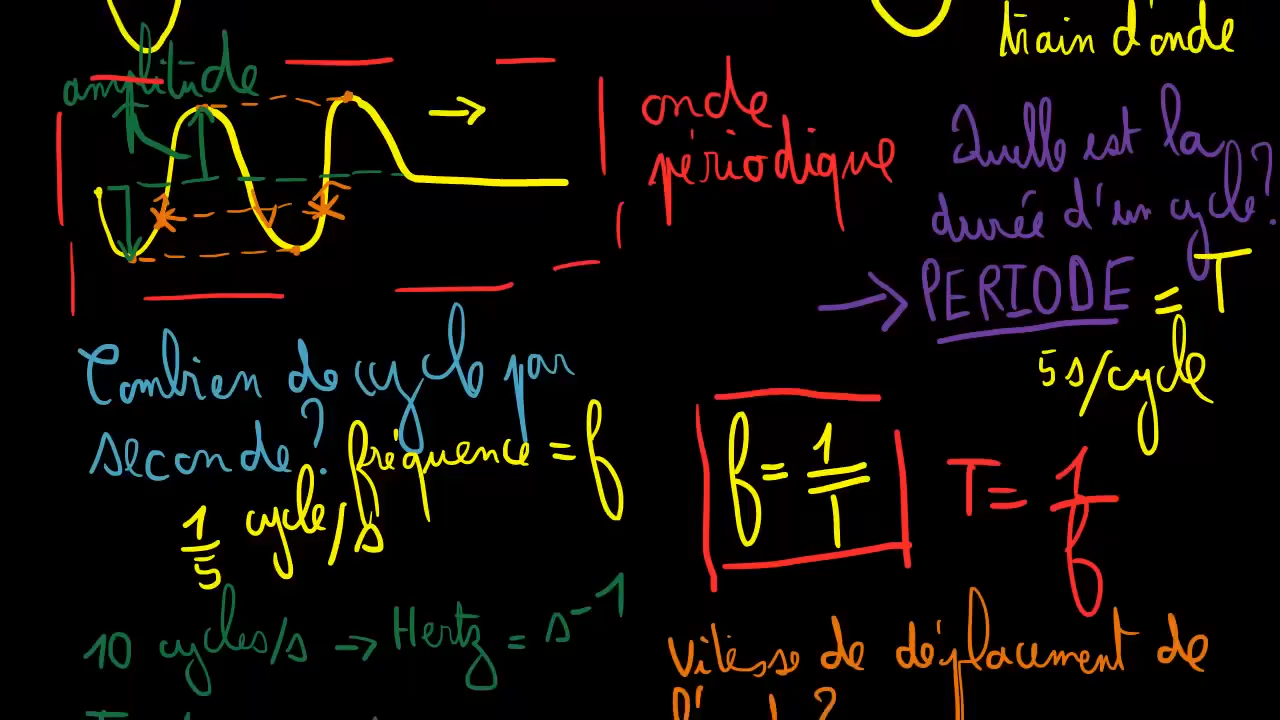 train d'onde
amplitude
onde
périodique
Quelle est la
durée d'un cycle?
→ PERIODE = T
5s/cycle
Combien de cycle par
seconde? fréquence = f
1/5 cycle/s
f = 1/T
T = 1/f
10 cycles/s → Hertz = s⁻¹
Vitesse de déplacement de